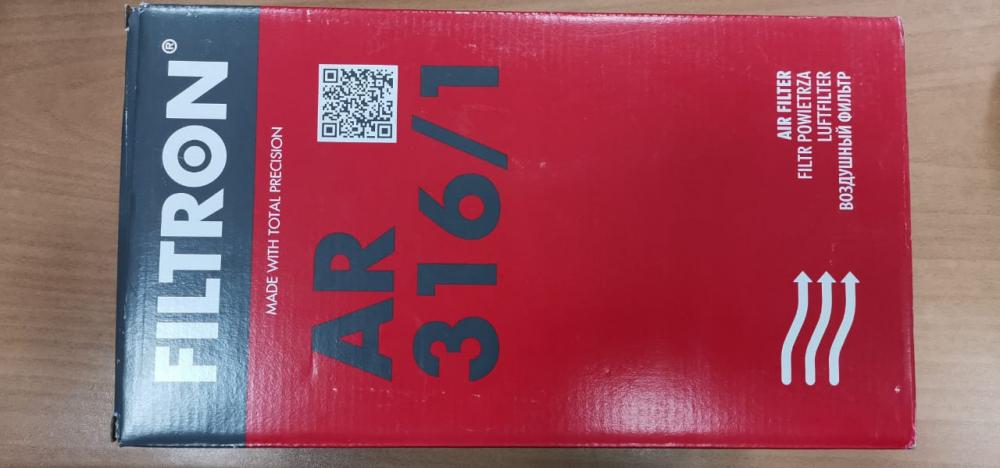 FILTRON®
MADE WITH TOTAL PRECISION
AR
316/1
AIR FILTER
FILTR POWIETRZA
LUFTFILTER
ВОЗДУШНЫЙ ФИЛЬТР